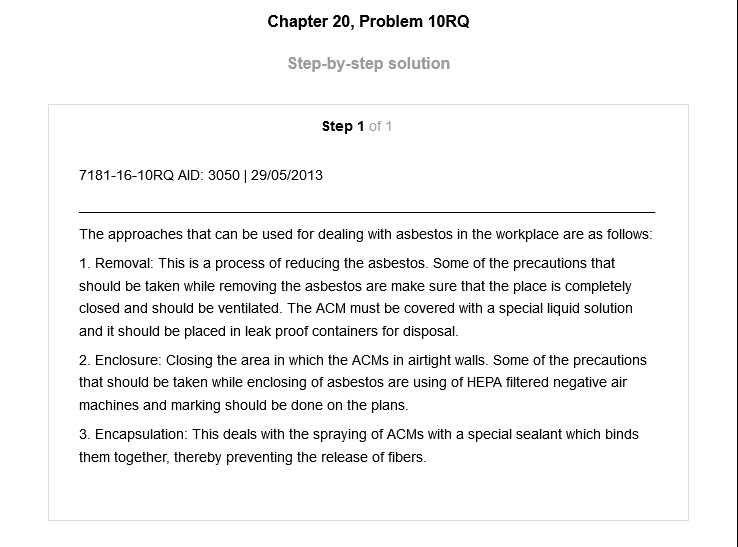 Chapter 20, Problem 10RQ
Step-by-step solution
Step 1 of 1
7181-16-10RQ AID: 3050 | 29/05/2013
The approaches that can be used for dealing with asbestos in the workplace are as follows:
1. Removal: This is a process of reducing the asbestos. Some of the precautions that
should be taken while removing the asbestos are make sure that the place is completely
closed and should be ventilated. The ACM must be covered with a special liquid solution
and it should be placed in leak proof containers for disposal.
2. Enclosure: Closing the area in which the ACMs in airtight walls. Some of the precautions
that should be taken while enclosing of asbestos are using of HEPA filtered negative air
machines and marking should be done on the plans.
3. Encapsulation: This deals with the spraying of ACMs with a special sealant which binds
them together, thereby preventing the release of fibers.